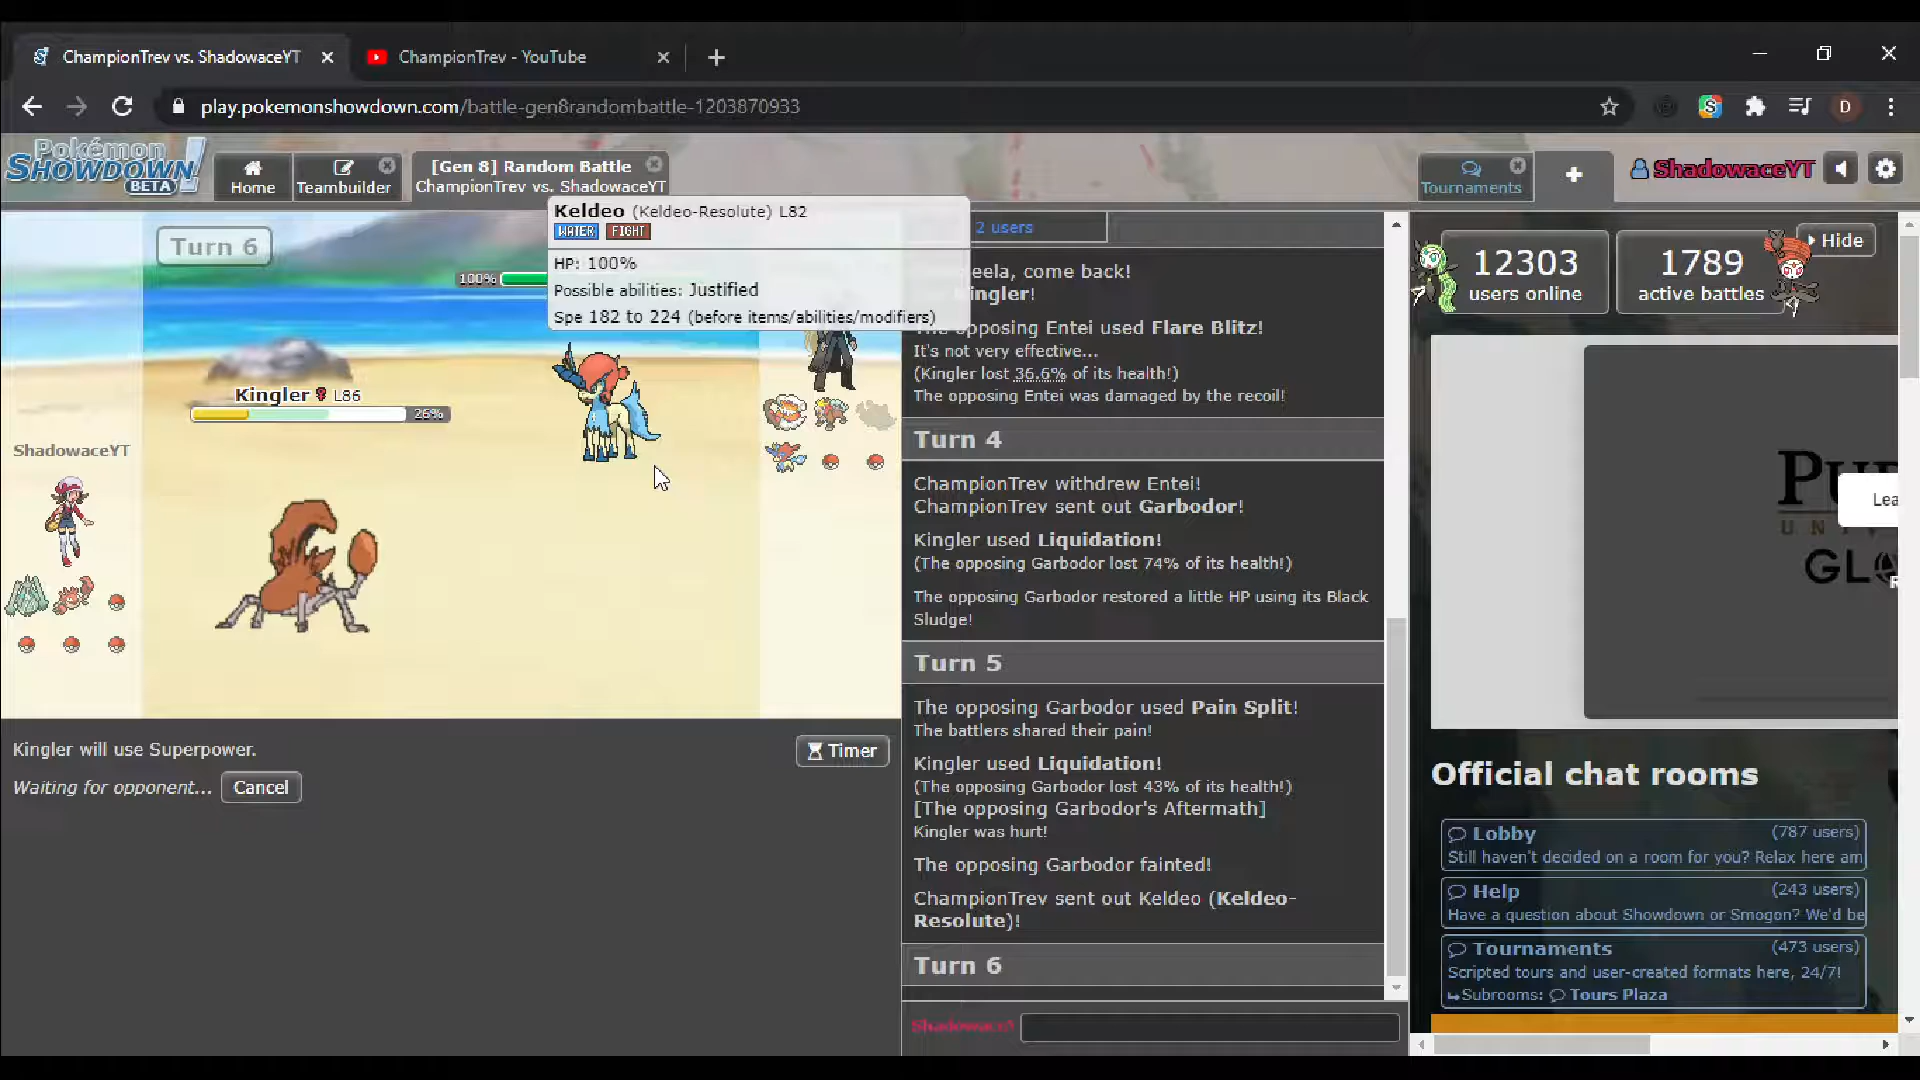 ChampionTrev vs. ShadowaceYT
ChampionTrev - YouTube
play.pokemonshowdown.com/battle-gen8randombattle-1203870933
D
Pokémon
SHOWDOWN!
BETA
Home
Teambuilder
[Gen 8] Random Battle
ChampionTrev vs. ShadowaceYT
Tournaments
ShadowaceYT
Turn 6
100%
Keldeo (Keldeo-Resolute) L82
WATER FIGHT
HP: 100%
Possible abilities: Justified
Spe 182 to 224 (before items/abilities/modifiers)
Kingler L86
26%
ShadowaceYT
Kingler will use Superpower.
Waiting for opponent... Cancel
Timer
2 users
eela, come back!
ingler!
opposing Entei used Flare Blitz!
It's not very effective...
(Kingler lost 36.6% of its health!)
The opposing Entei was damaged by the recoil!
Turn 4
ChampionTrev withdrew Entei!
ChampionTrev sent out Garbodor!
Kingler used Liquidation!
(The opposing Garbodor lost 74% of its health!)
The opposing Garbodor restored a little HP using its Black
Sludge!
Turn 5
The opposing Garbodor used Pain Split!
The battlers shared their pain!
Kingler used Liquidation!
(The opposing Garbodor lost 43% of its health!)
[The opposing Garbodor's Aftermath]
Kingler was hurt!
The opposing Garbodor fainted!
ChampionTrev sent out Keldeo (Keldeo-
Resolute)!
Turn 6
12303
users online
1789
active battles
Hide
Lea
Official chat rooms
Lobby (787 users)
Still haven't decided on a room for you? Relax here am
Help (243 users)
Have a question about Showdown or Smogon? We'd be
Tournaments (473 users)
Scripted tours and user-created formats here, 24/7!
↳Subrooms: Tours Plaza